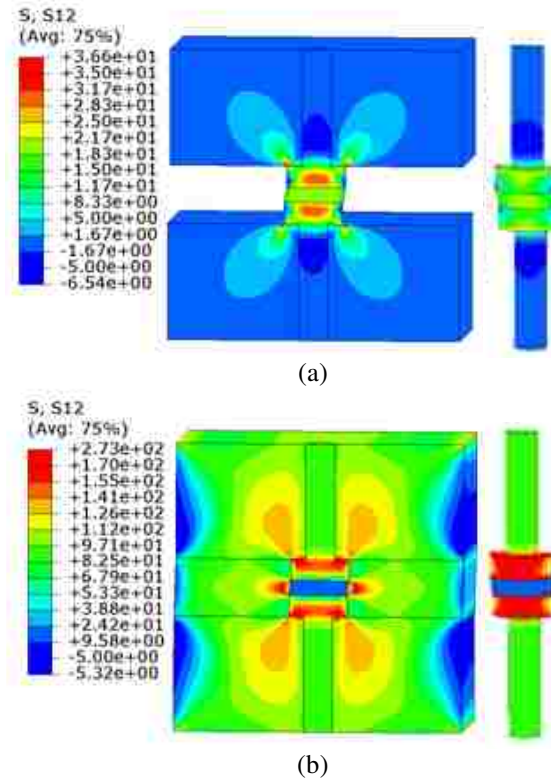 S, S12
(Avg: 75%)
+3.66e+01
+3.50e+01
+3.17e+01
+2.83e+01
+2.50e+01
+2.17e+01
+1.83e+01
+1.50e+01
+1.17e+01
+8.33e+00
+5.00e+00
+1.67e+00
-1.67e+00
-5.00e+00
-6.54e+00
(a)
S, S12
(Avg: 75%)
+2.73e+02
+1.70e+02
+1.55e+02
+1.41e+02
+1.26e+02
+1.12e+02
+9.71e+01
+8.25e+01
+6.79e+01
+5.33e+01
+3.88e+01
+2.42e+01
+9.58e+00
-5.00e+00
-5.32e+00
(b)